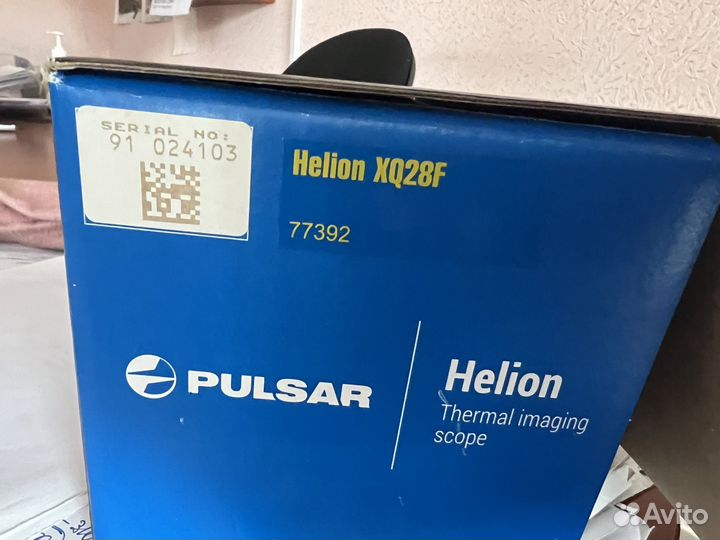 SERIAL NO:
91 024103
Helion XQ28F
77392
PULSAR
Helion
Thermal imaging
scope
Avito